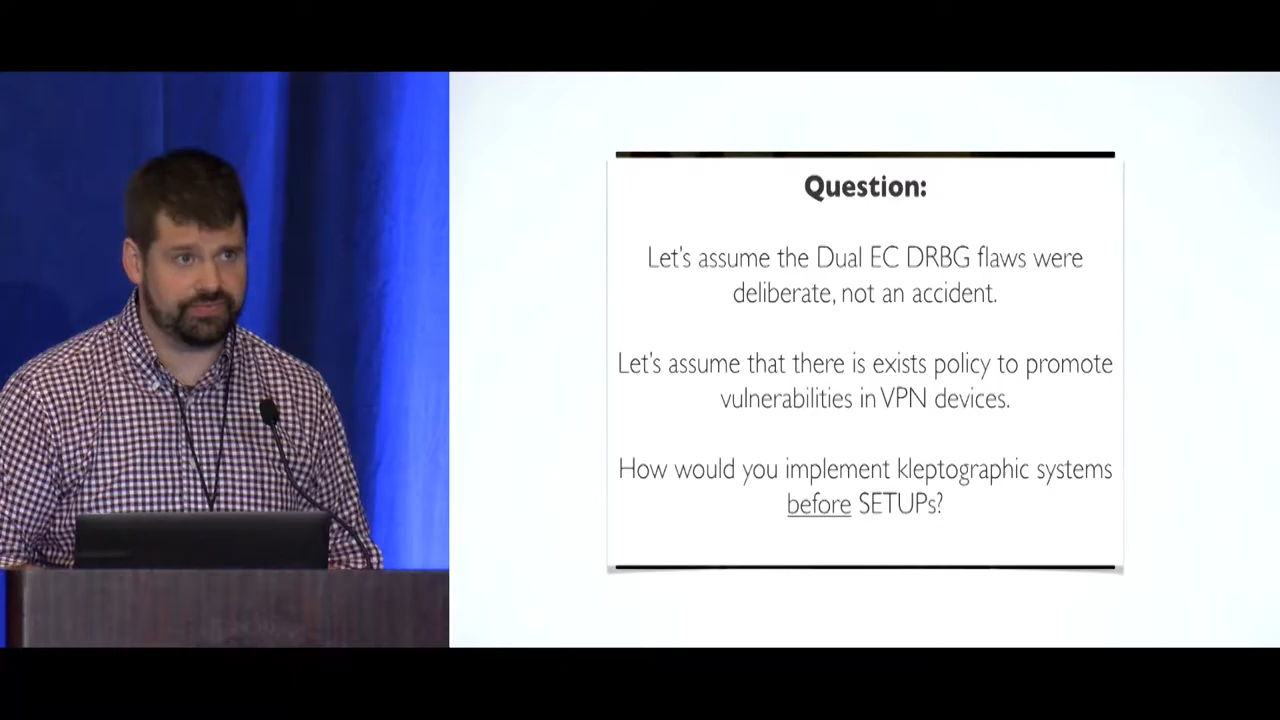 Question:
Let's assume the Dual EC DRBG flaws were
deliberate, not an accident.
Let's assume that there is exists policy to promote
vulnerabilities in VPN devices.
How would you implement kleptographic systems
before SETUPs?